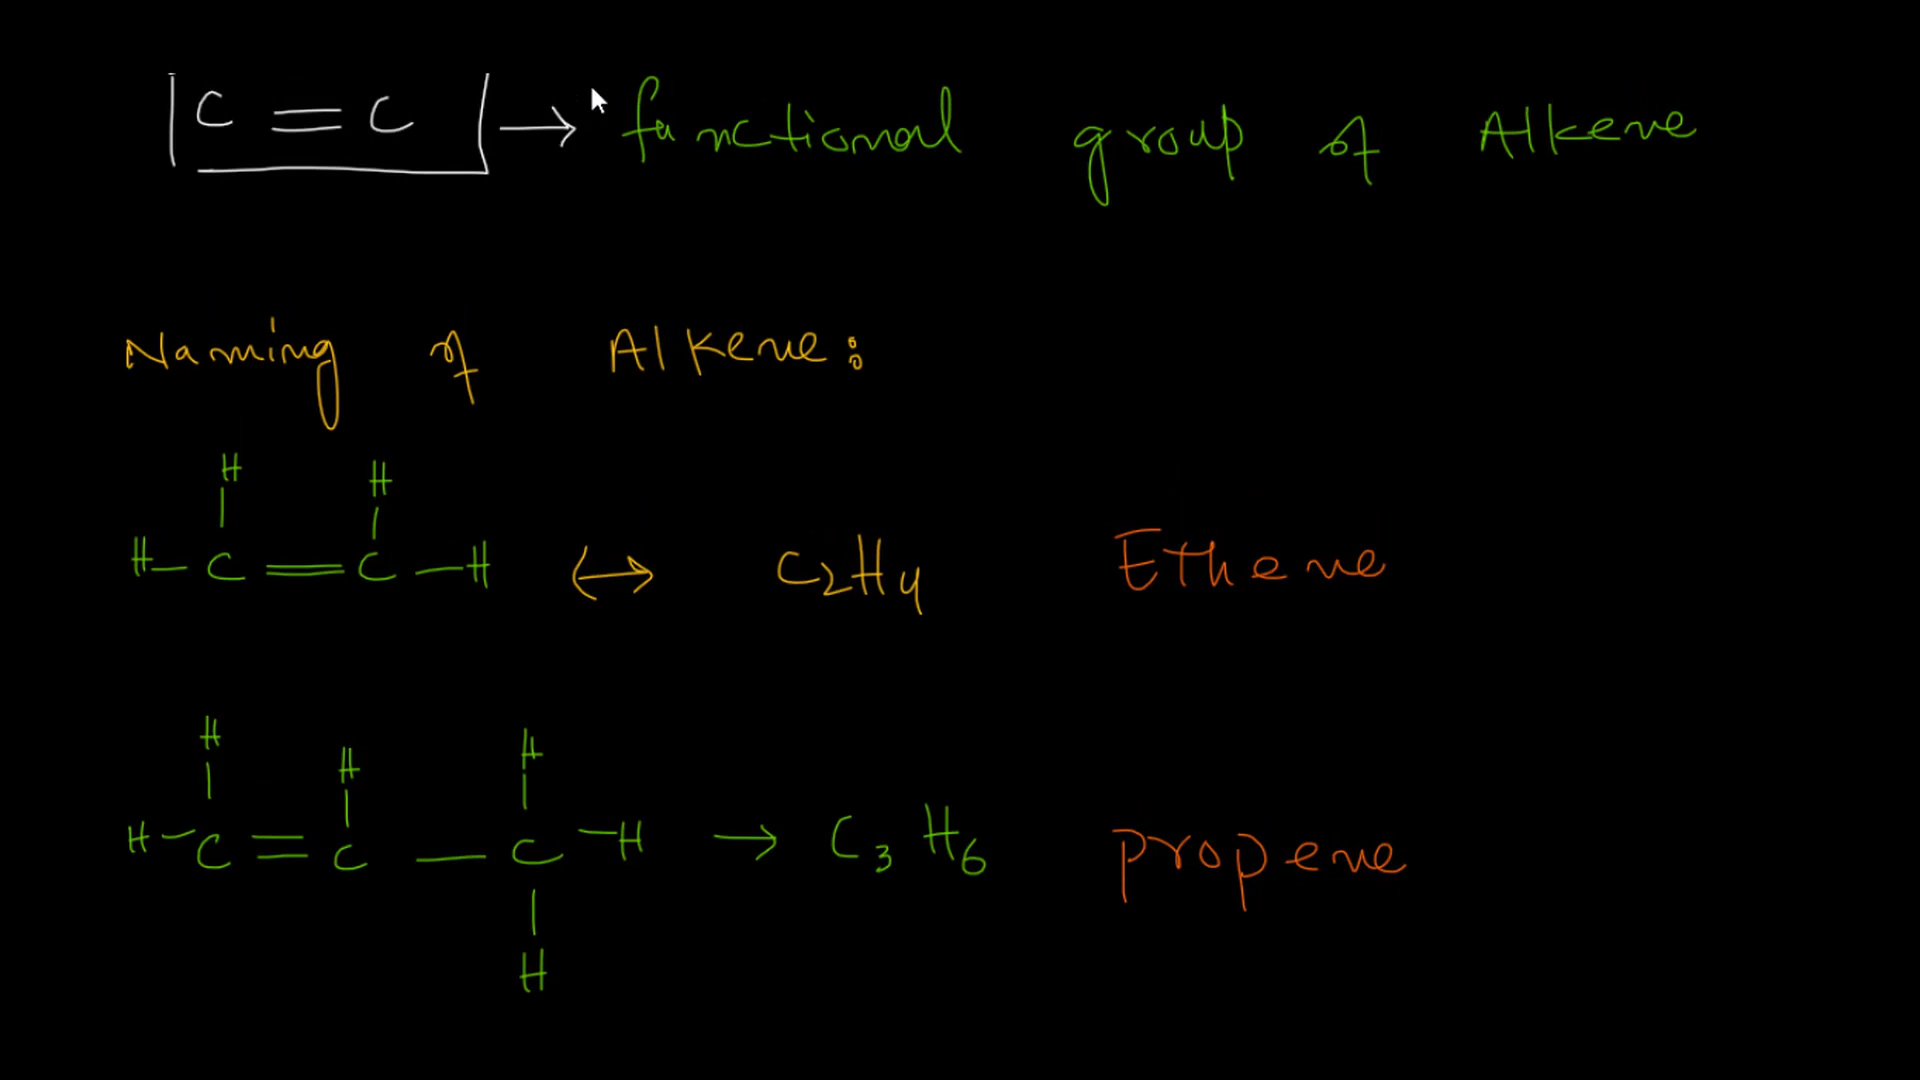 C = C → functional group of Alkene
Naming of Alkene:
H H
H - C = C - H ↔ C2H4 Ethene
H H H
H - C = C - C - H → C3H6 propene
H